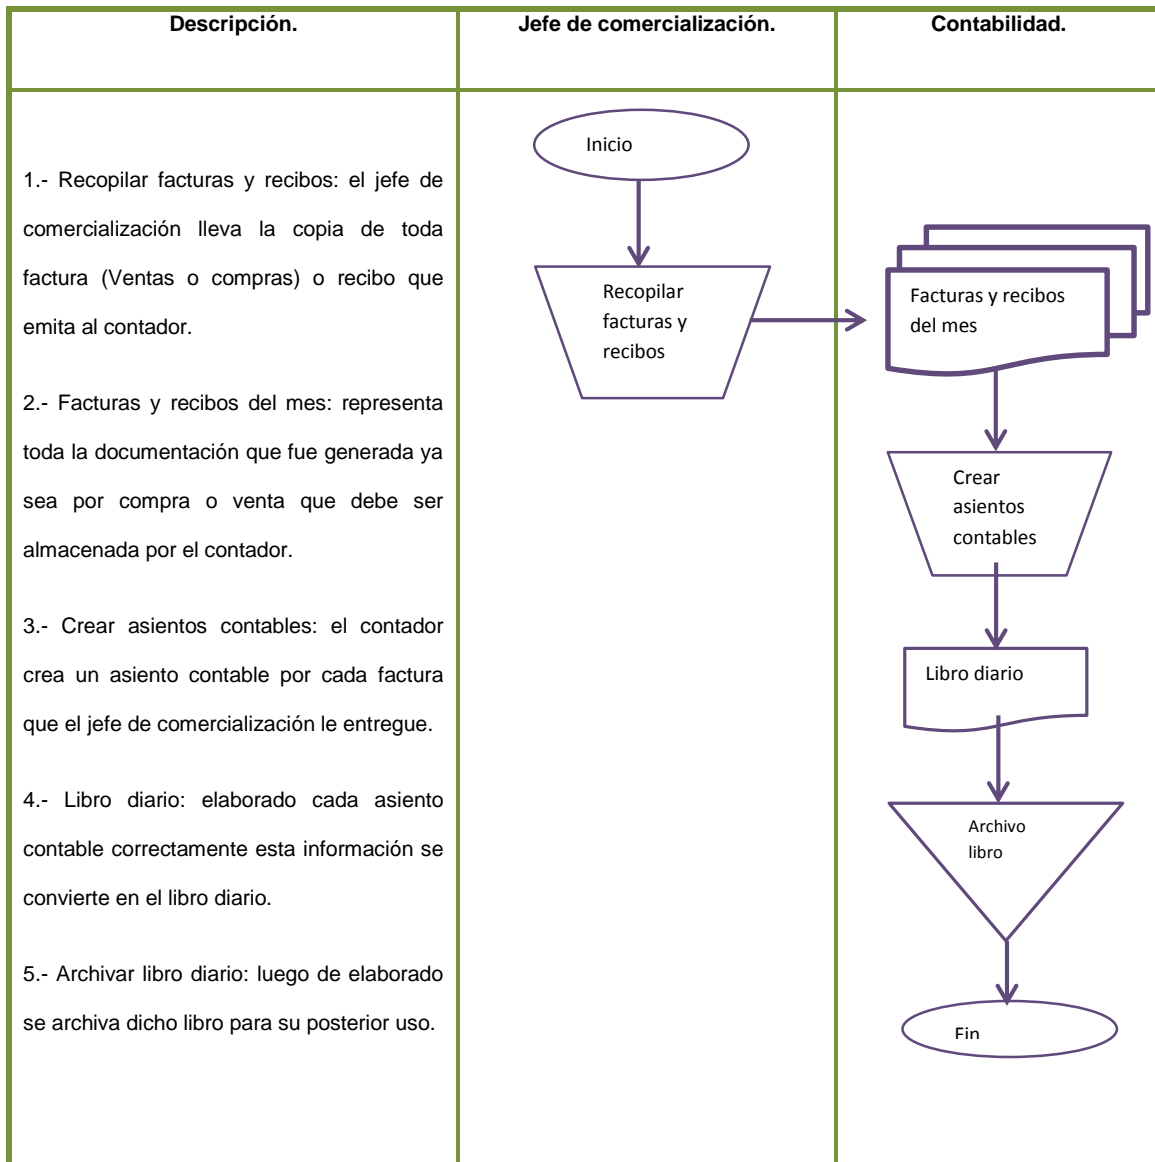 Descripción.
Jefe de comercialización.
Contabilidad.
1.- Recopilar facturas y recibos: el jefe de
comercialización lleva la copia de toda
factura (Ventas o compras) o recibo que
emita al contador.
2.- Facturas y recibos del mes: representa
toda la documentación que fue generada ya
sea por compra o venta que debe ser
almacenada por el contador.
3.- Crear asientos contables: el contador
crea un asiento contable por cada factura
que el jefe de comercialización le entregue.
4.- Libro diario: elaborado cada asiento
contable correctamente esta información se
convierte en el libro diario.
5.- Archivar libro diario: luego de elaborado
se archiva dicho libro para su posterior uso.
Inicio
Recopilar
facturas y
recibos
Facturas y recibos
del mes
Crear
asientos
contables
Libro diario
Archivo
libro
Fin